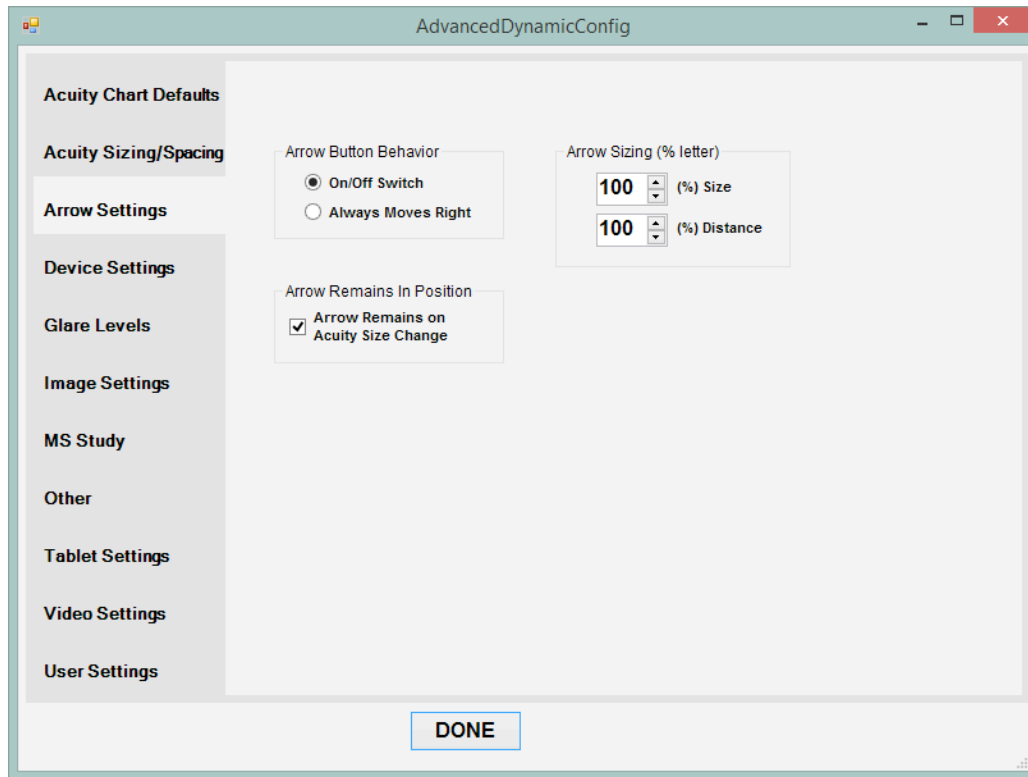 AdvancedDynamicConfig
Acuity Chart Defaults
Acuity Sizing/Spacing
Arrow Settings
Device Settings
Glare Levels
Image Settings
MS Study
Other
Tablet Settings
Video Settings
User Settings
Arrow Button Behavior
On/Off Switch
Always Moves Right
Arrow Sizing (% letter)
100 (%) Size
100 (%) Distance
Arrow Remains In Position
Arrow Remains on
Acuity Size Change
DONE